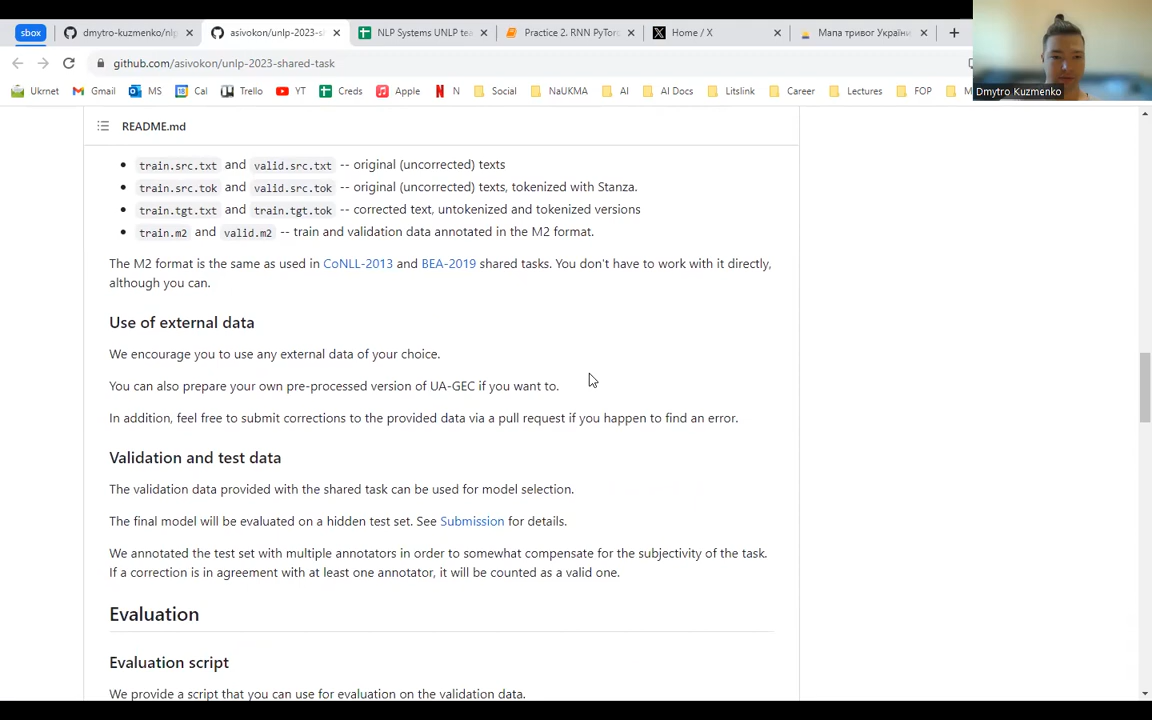 sbox
dmytro-kuzmenko/nlp
asivokon/unlp-2023-s
NLP Systems UNLP tea
Practice 2. RNN PyTor
Home / X
Мапа тривог України
github.com/asivokon/unlp-2023-shared-task
Ukrnet
Gmail
MS
Cal
Trello
YT
Creds
Apple
N
Social
NaUKMA
AI
AI Docs
Litslink
Career
Lectures
FOP
Dmytro Kuzmenko
README.md
train.src.txt and valid.src.txt -- original (uncorrected) texts
train.src.tok and valid.src.tok -- original (uncorrected) texts, tokenized with Stanza.
train.tgt.txt and train.tgt.tok -- corrected text, untokenized and tokenized versions
train.m2 and valid.m2 -- train and validation data annotated in the M2 format.
The M2 format is the same as used in CoNLL-2013 and BEA-2019 shared tasks. You don't have to work with it directly,
although you can.
Use of external data
We encourage you to use any external data of your choice.
You can also prepare your own pre-processed version of UA-GEC if you want to.
In addition, feel free to submit corrections to the provided data via a pull request if you happen to find an error.
Validation and test data
The validation data provided with the shared task can be used for model selection.
The final model will be evaluated on a hidden test set. See Submission for details.
We annotated the test set with multiple annotators in order to somewhat compensate for the subjectivity of the task.
If a correction is in agreement with at least one annotator, it will be counted as a valid one.
Evaluation
Evaluation script
We provide a script that you can use for evaluation on the validation data.